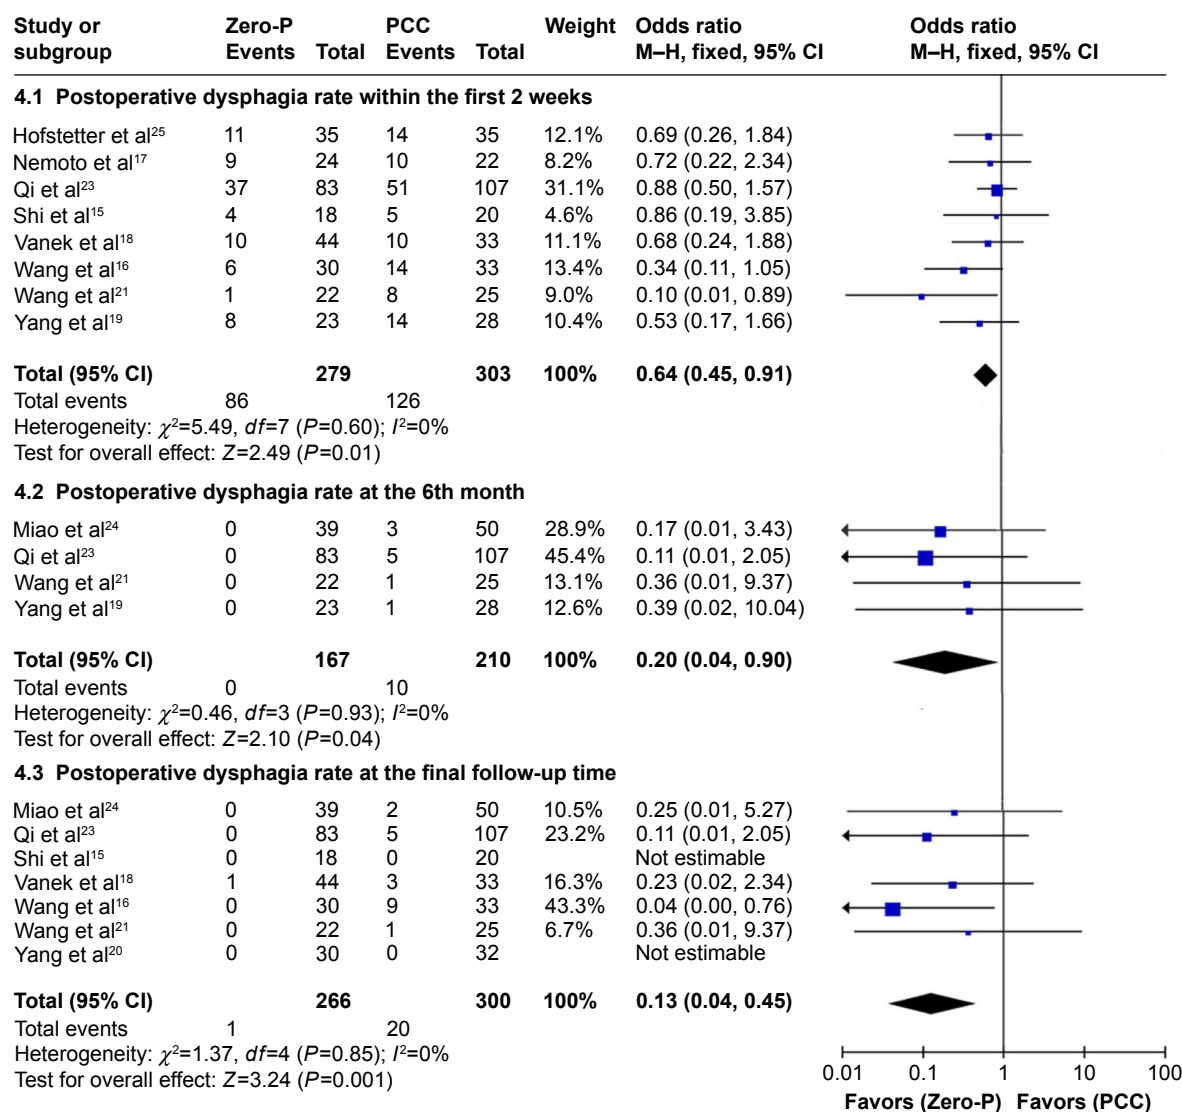 Study or subgroup Zero-P Events Total PCC Events Total Weight Odds ratio M–H, fixed, 95% CI Odds ratio M–H, fixed, 95% CI
4.1 Postoperative dysphagia rate within the first 2 weeks
Hofstetter et al25 11 35 14 35 12.1% 0.69 (0.26, 1.84)
Nemoto et al17 9 24 10 22 8.2% 0.72 (0.22, 2.34)
Qi et al23 37 83 51 107 31.1% 0.88 (0.50, 1.57)
Shi et al15 4 18 5 20 4.6% 0.86 (0.19, 3.85)
Vanek et al18 10 44 10 33 11.1% 0.68 (0.24, 1.88)
Wang et al16 6 30 14 33 13.4% 0.34 (0.11, 1.05)
Wang et al21 1 22 8 25 9.0% 0.10 (0.01, 0.89)
Yang et al19 8 23 14 28 10.4% 0.53 (0.17, 1.66)
Total (95% CI) 279 303 100% 0.64 (0.45, 0.91)
Total events 86 126
Heterogeneity: χ2=5.49, df=7 (P=0.60); I2=0%
Test for overall effect: Z=2.49 (P=0.01)
4.2 Postoperative dysphagia rate at the 6th month
Miao et al24 0 39 3 50 28.9% 0.17 (0.01, 3.43)
Qi et al23 0 83 5 107 45.4% 0.11 (0.01, 2.05)
Wang et al21 0 22 1 25 13.1% 0.36 (0.01, 9.37)
Yang et al19 0 23 1 28 12.6% 0.39 (0.02, 10.04)
Total (95% CI) 167 210 100% 0.20 (0.04, 0.90)
Total events 0 10
Heterogeneity: χ2=0.46, df=3 (P=0.93); I2=0%
Test for overall effect: Z=2.10 (P=0.04)
4.3 Postoperative dysphagia rate at the final follow-up time
Miao et al24 0 39 2 50 10.5% 0.25 (0.01, 5.27)
Qi et al23 0 83 5 107 23.2% 0.11 (0.01, 2.05)
Shi et al15 0 18 0 20 Not estimable
Vanek et al18 1 44 3 33 16.3% 0.23 (0.02, 2.34)
Wang et al16 0 30 9 33 43.3% 0.04 (0.00, 0.76)
Wang et al21 0 22 1 25 6.7% 0.36 (0.01, 9.37)
Yang et al20 0 30 0 32 Not estimable
Total (95% CI) 266 300 100% 0.13 (0.04, 0.45)
Total events 1 20
Heterogeneity: χ2=1.37, df=4 (P=0.85); I2=0%
Test for overall effect: Z=3.24 (P=0.001)
0.01 0.1 1 10 100
Favors (Zero-P) Favors (PCC)